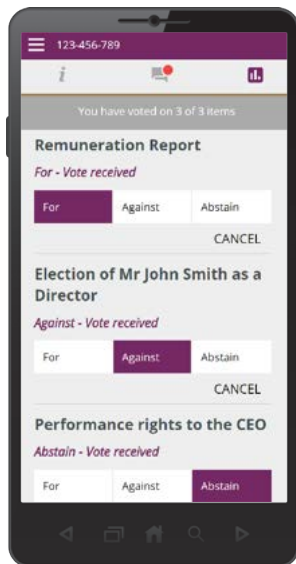 123-456-789
i
You have voted on 3 of 3 items
Remuneration Report
For - Vote received
For Against Abstain
CANCEL
Election of Mr John Smith as a
Director
Against - Vote received
For Against Abstain
CANCEL
Performance rights to the CEO
Abstain - Vote received
For Against Abstain